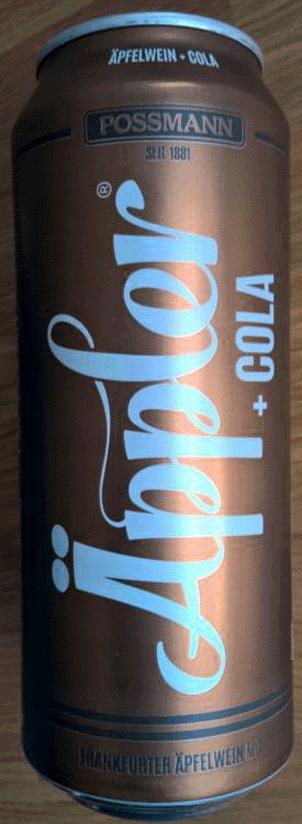 ÄPFELWEIN + COLA
POSSMANN
SEIT 1881
Äppler®
+ COLA
FRANKFURTER ÄPFELWEIN MIT